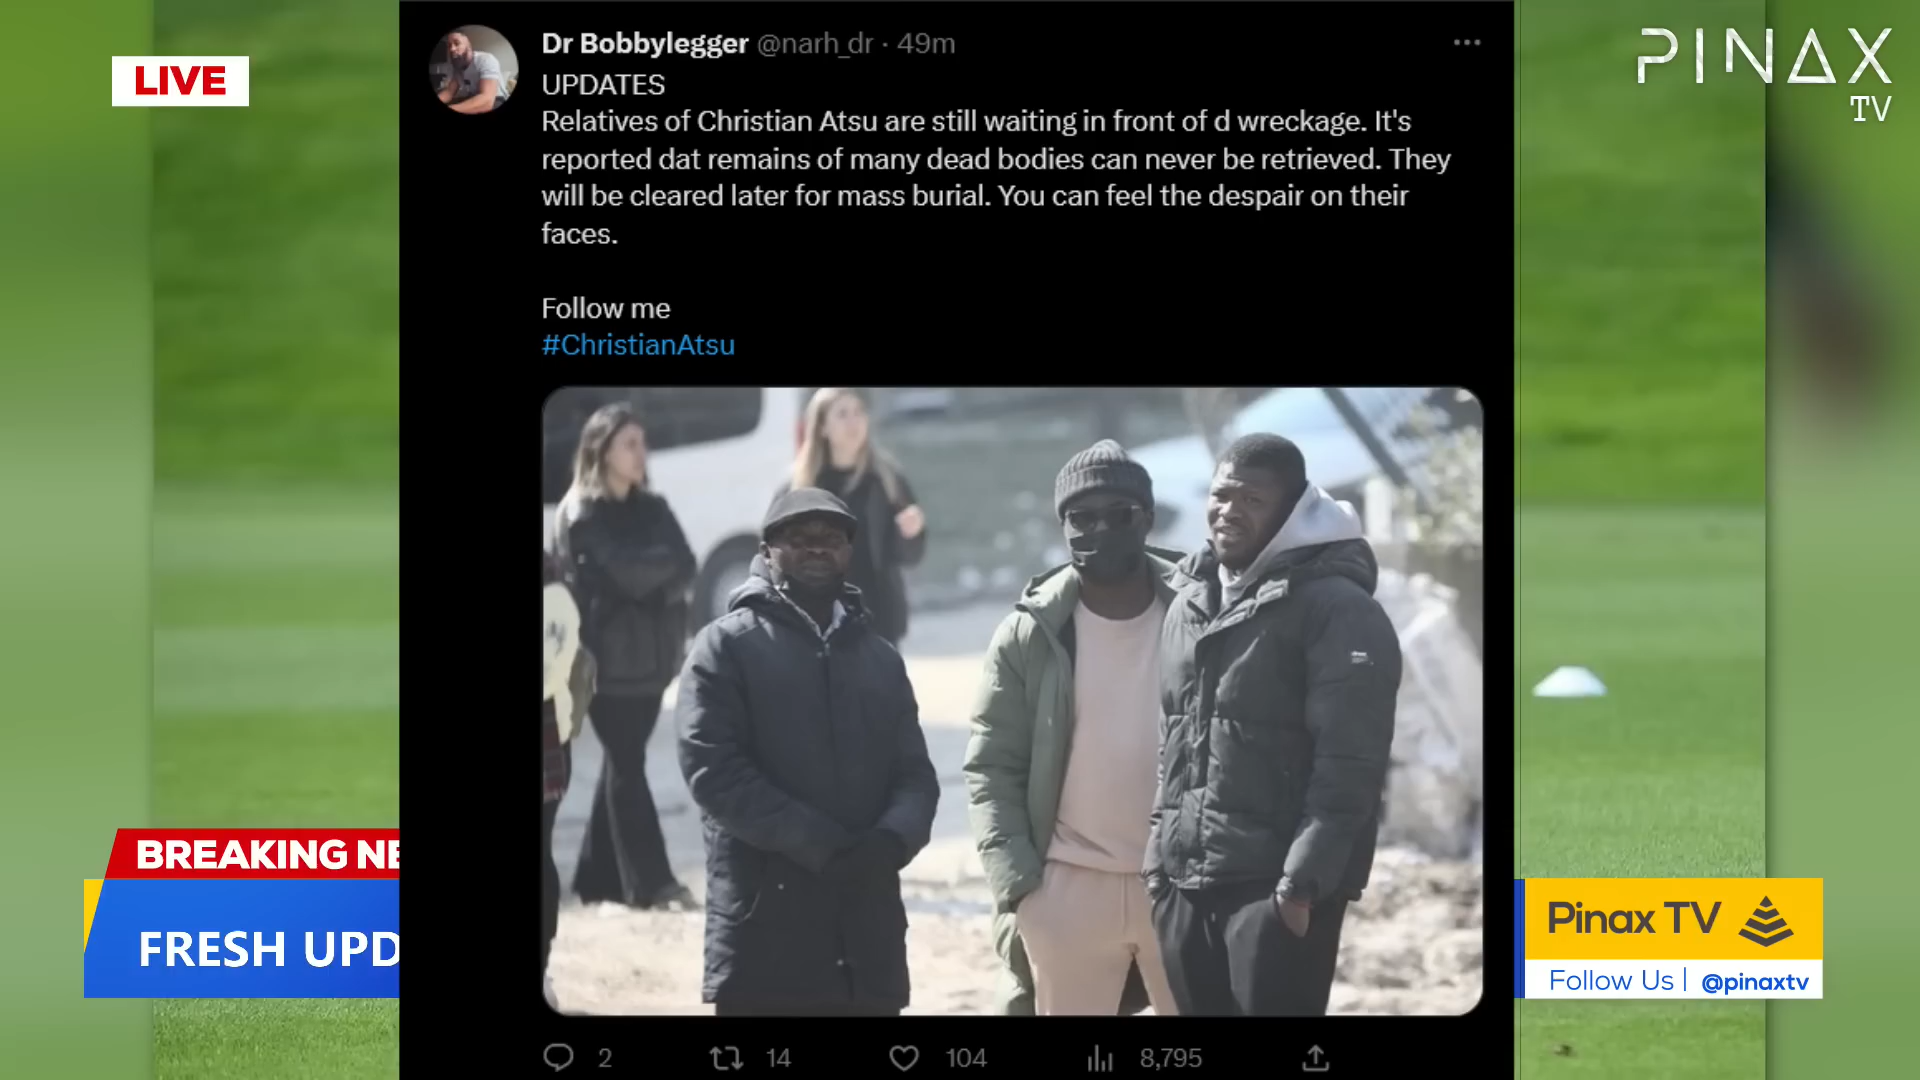 LIVE
PINAX
TV
Dr Bobbylegger @narh_dr · 49m
UPDATES
Relatives of Christian Atsu are still waiting in front of d wreckage. It's
reported dat remains of many dead bodies can never be retrieved. They
will be cleared later for mass burial. You can feel the despair on their
faces.
Follow me
#ChristianAtsu
BREAKING NE
FRESH UPD
Pinax TV
Follow Us | @pinaxtv
2
14
104
8,795